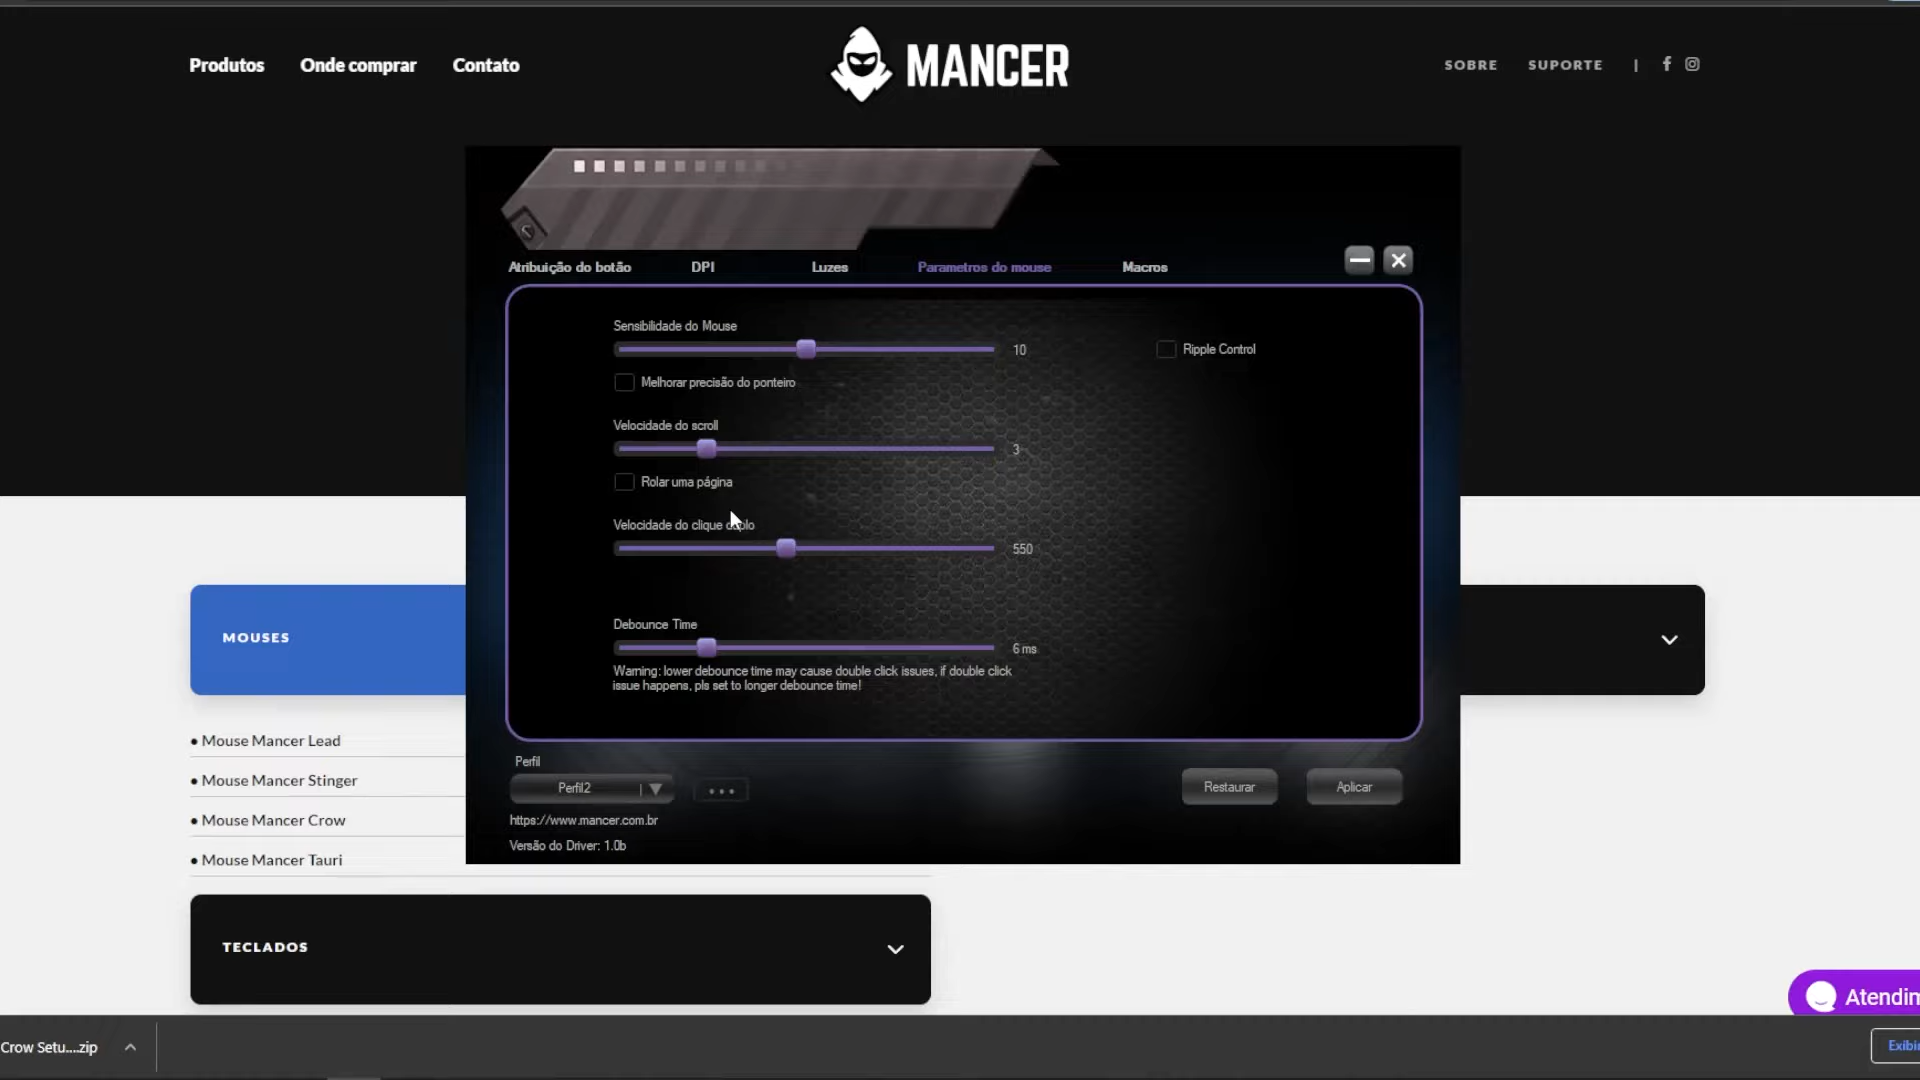 Produtos
Onde comprar
Contato
MANCER
SOBRE
SUPORTE
|
Atribuição do botão
DPI
Luzes
Parametros do mouse
Macros
Sensibilidade do Mouse
10
Ripple Control
Melhorar precisão do ponteiro
Velocidade do scroll
3
Rolar uma página
Velocidade do clique duplo
550
Debounce Time
6 ms
Warning: lower debounce time may cause double click issues, if double click
issue happens, pls set to longer debounce time!
Perfil
Perfil2
...
Restaurar
Aplicar
https://www.mancer.com.br
Versão do Driver: 1.0b
MOUSES
• Mouse Mancer Lead
• Mouse Mancer Stinger
• Mouse Mancer Crow
• Mouse Mancer Tauri
TECLADOS
Atendim
Crow Setu....zip
Exibir